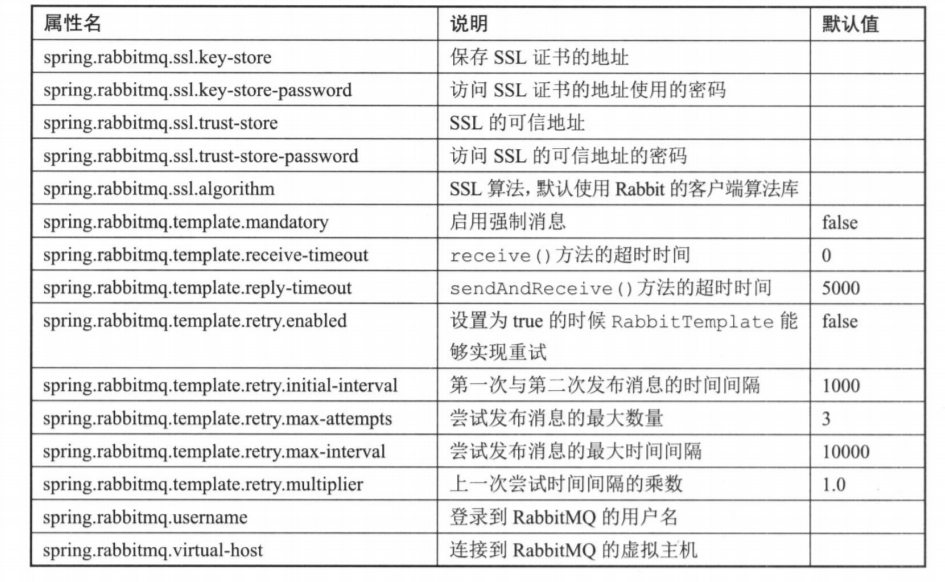 属性名 说明 默认值
spring.rabbitmq.ssl.key-store 保存 SSL 证书的地址
spring.rabbitmq.ssl.key-store-password 访问 SSL 证书的地址使用的密码
spring.rabbitmq.ssl.trust-store SSL 的可信地址
spring.rabbitmq.ssl.trust-store-password 访问 SSL 的可信地址的密码
spring.rabbitmq.ssl.algorithm SSL 算法,默认使用 Rabbit 的客户端算法库
spring.rabbitmq.template.mandatory 启用强制消息 false
spring.rabbitmq.template.receive-timeout receive()方法的超时时间 0
spring.rabbitmq.template.reply-timeout sendAndReceive()方法的超时时间 5000
spring.rabbitmq.template.retry.enabled 设置为 true 的时候 RabbitTemplate 能 false
够实现重试
spring.rabbitmq.template.retry.initial-interval 第一次与第二次发布消息的时间间隔 1000
spring.rabbitmq.template.retry.max-attempts 尝试发布消息的最大数量 3
spring.rabbitmq.template.retry.max-interval 尝试发布消息的最大时间间隔 10000
spring.rabbitmq.template.retry.multiplier 上一次尝试时间间隔的乘数 1.0
spring.rabbitmq.username 登录到 RabbitMQ 的用户名
spring.rabbitmq.virtual-host 连接到 RabbitMQ 的虚拟主机